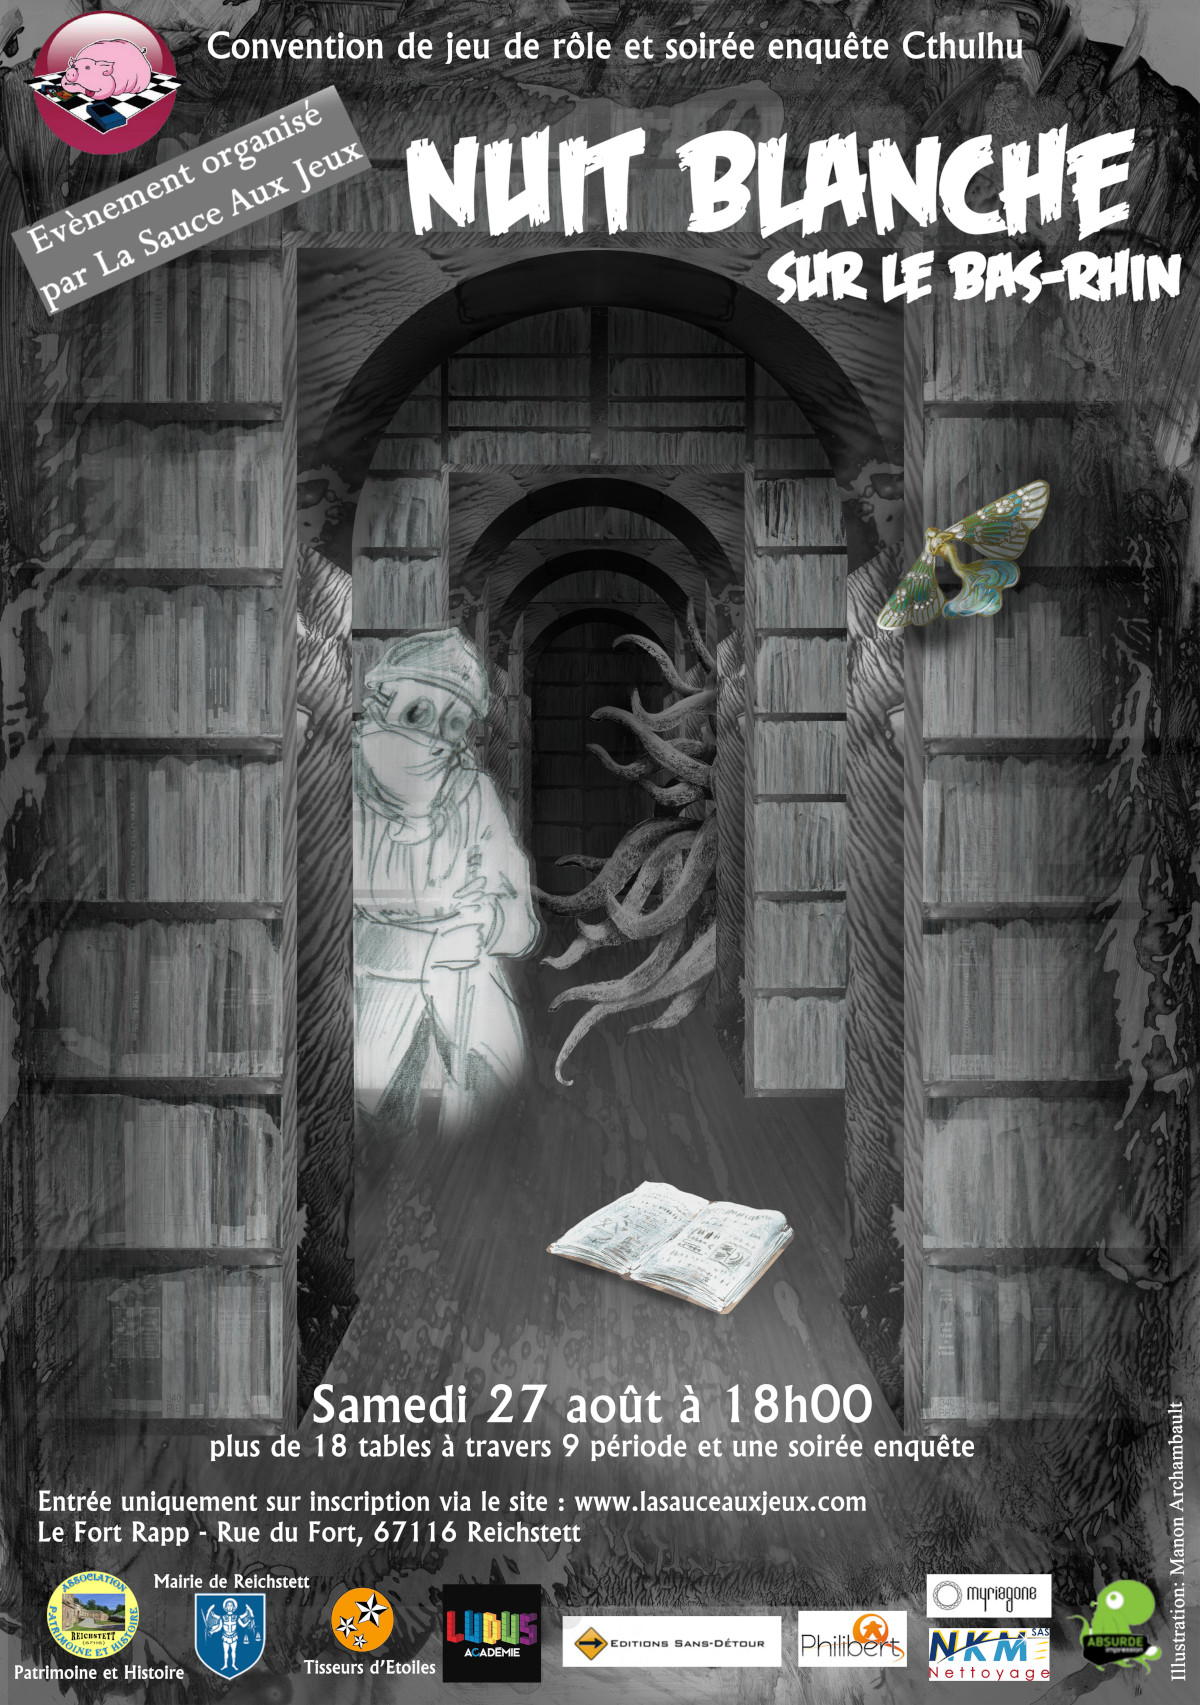 Convention de jeu de rôle et soirée enquête Cthulhu
Evènement organisé
par La Sauce Aux Jeux
NUIT BLANCHE
SUR LE BAS-RHIN
Samedi 27 août à 18h00
plus de 18 tables à travers 9 période et une soirée enquête
Entrée uniquement sur inscription via le site : www.lasauceauxjeux.com
Le Fort Rapp - Rue du Fort, 67116 Reichstett
Illustration: Manon Archambault
ASSOCIATION
REICHSTETT
(67116)
PATRIMOINE ET HISTOIRE
Patrimoine et Histoire
Mairie de Reichstett
Tisseurs d'Etoiles
LUDUS
ACADÉMIE
EDITIONS SANS-DÉTOUR
Philibert
myriagone
NKM SAS
Nettoyage
ABSURDE
impression